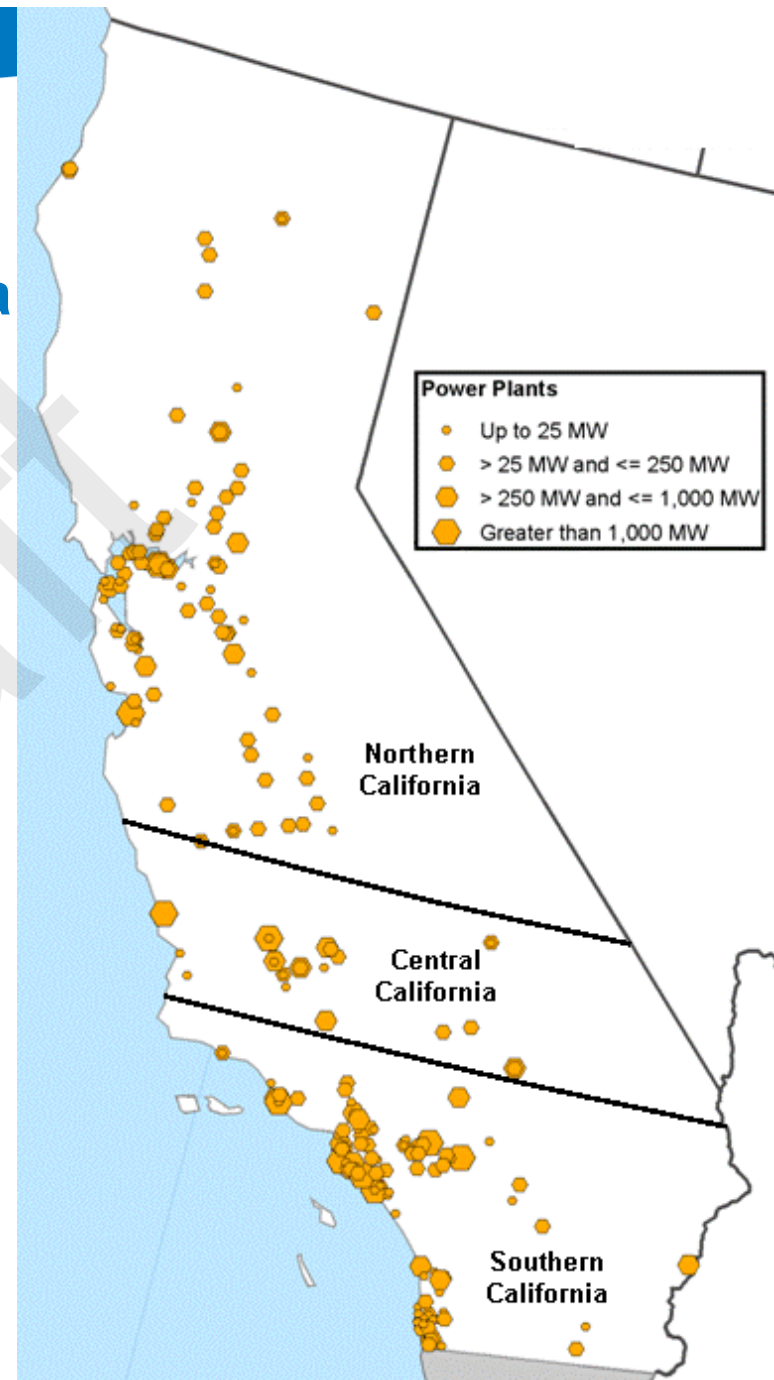 a
Power Plants
Up to 25 MW
> 25 MW and <= 250 MW
> 250 MW and <= 1,000 MW
Greater than 1,000 MW
Northern
California
Central
California
Southern
California